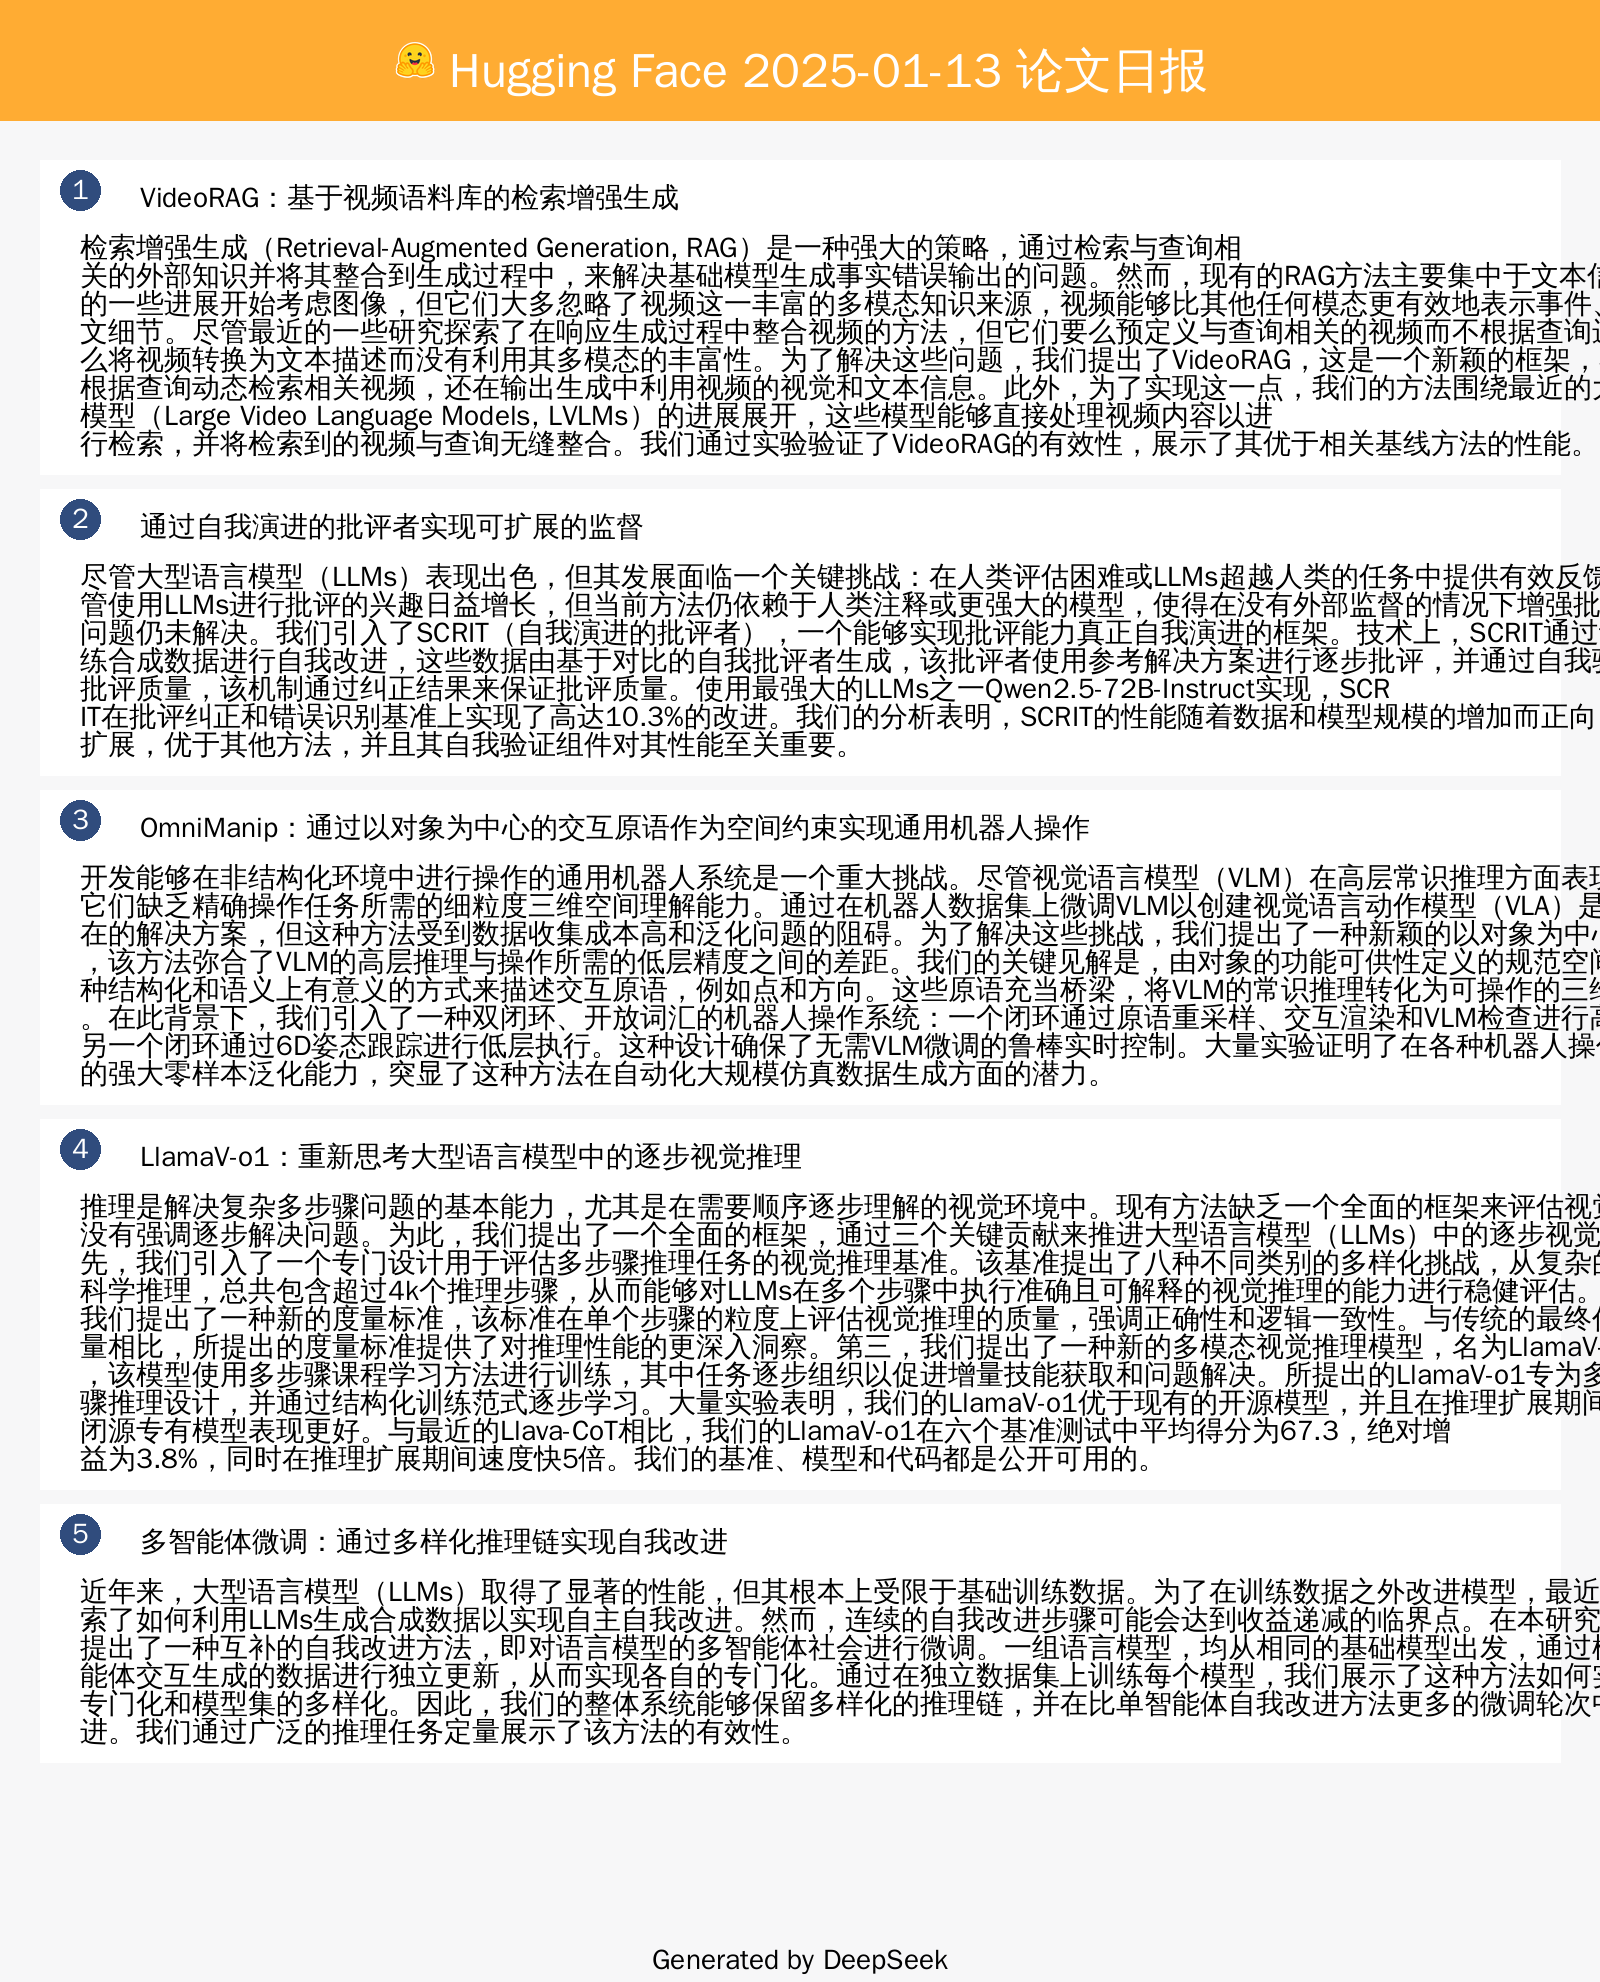 Hugging Face 2025-01-13 论文日报
1
VideoRAG：基于视频语料库的检索增强生成
检索增强生成（Retrieval-Augmented Generation, RAG）是一种强大的策略，通过检索与查询相
关的外部知识并将其整合到生成过程中，来解决基础模型生成事实错误输出的问题。然而，现有的RAG方法主要集中于文本信
的一些进展开始考虑图像，但它们大多忽略了视频这一丰富的多模态知识来源，视频能够比其他任何模态更有效地表示事件、
文细节。尽管最近的一些研究探索了在响应生成过程中整合视频的方法，但它们要么预定义与查询相关的视频而不根据查询
么将视频转换为文本描述而没有利用其多模态的丰富性。为了解决这些问题，我们提出了VideoRAG，这是一个新颖的框架，
根据查询动态检索相关视频，还在输出生成中利用视频的视觉和文本信息。此外，为了实现这一点，我们的方法围绕最近的
模型（Large Video Language Models, LVLMs）的进展展开，这些模型能够直接处理视频内容以进
行检索，并将检索到的视频与查询无缝整合。我们通过实验验证了VideoRAG的有效性，展示了其优于相关基线方法的性能。
2
通过自我演进的批评者实现可扩展的监督
尽管大型语言模型（LLMs）表现出色，但其发展面临一个关键挑战：在人类评估困难或LLMs超越人类的任务中提供有效反馈
管使用LLMs进行批评的兴趣日益增长，但当前方法仍依赖于人类注释或更强大的模型，使得在没有外部监督的情况下增强批
问题仍未解决。我们引入了SCRIT（自我演进的批评者），一个能够实现批评能力真正自我演进的框架。技术上，SCRIT通过
练合成数据进行自我改进，这些数据由基于对比的自我批评者生成，该批评者使用参考解决方案进行逐步批评，并通过自我验
批评质量，该机制通过纠正结果来保证批评质量。使用最强大的LLMs之一Qwen2.5-72B-Instruct实现，SCR
IT在批评纠正和错误识别基准上实现了高达10.3%的改进。我们的分析表明，SCRIT的性能随着数据和模型规模的增加而正向
扩展，优于其他方法，并且其自我验证组件对其性能至关重要。
3
OmniManip：通过以对象为中心的交互原语作为空间约束实现通用机器人操作
开发能够在非结构化环境中进行操作的通用机器人系统是一个重大挑战。尽管视觉语言模型（VLM）在高层常识推理方面表现
它们缺乏精确操作任务所需的细粒度三维空间理解能力。通过在机器人数据集上微调VLM以创建视觉语言动作模型（VLA）是
在的解决方案，但这种方法受到数据收集成本高和泛化问题的阻碍。为了解决这些挑战，我们提出了一种新颖的以对象为中心
，该方法弥合了VLM的高层推理与操作所需的低层精度之间的差距。我们的关键见解是，由对象的功能可供性定义的规范空间
种结构化和语义上有意义的方式来描述交互原语，例如点和方向。这些原语充当桥梁，将VLM的常识推理转化为可操作的三维
。在此背景下，我们引入了一种双闭环、开放词汇的机器人操作系统：一个闭环通过原语重采样、交互渲染和VLM检查进行高
另一个闭环通过6D姿态跟踪进行低层执行。这种设计确保了无需VLM微调的鲁棒实时控制。大量实验证明了在各种机器人操作
的强大零样本泛化能力，突显了这种方法在自动化大规模仿真数据生成方面的潜力。
4
LlamaV-o1：重新思考大型语言模型中的逐步视觉推理
推理是解决复杂多步骤问题的基本能力，尤其是在需要顺序逐步理解的视觉环境中。现有方法缺乏一个全面的框架来评估视觉
没有强调逐步解决问题。为此，我们提出了一个全面的框架，通过三个关键贡献来推进大型语言模型（LLMs）中的逐步视觉
先，我们引入了一个专门设计用于评估多步骤推理任务的视觉推理基准。该基准提出了八种不同类别的多样化挑战，从复杂的
科学推理，总共包含超过4k个推理步骤，从而能够对LLMs在多个步骤中执行准确且可解释的视觉推理的能力进行稳健评估。
我们提出了一种新的度量标准，该标准在单个步骤的粒度上评估视觉推理的质量，强调正确性和逻辑一致性。与传统的最终任
量相比，所提出的度量标准提供了对推理性能的更深入洞察。第三，我们提出了一种新的多模态视觉推理模型，名为LlamaV-
，该模型使用多步骤课程学习方法进行训练，其中任务逐步组织以促进增量技能获取和问题解决。所提出的LlamaV-o1专为多
骤推理设计，并通过结构化训练范式逐步学习。大量实验表明，我们的LlamaV-o1优于现有的开源模型，并且在推理扩展期间
闭源专有模型表现更好。与最近的Llava-CoT相比，我们的LlamaV-o1在六个基准测试中平均得分为67.3，绝对增
益为3.8%，同时在推理扩展期间速度快5倍。我们的基准、模型和代码都是公开可用的。
5
多智能体微调：通过多样化推理链实现自我改进
近年来，大型语言模型（LLMs）取得了显著的性能，但其根本上受限于基础训练数据。为了在训练数据之外改进模型，最近
索了如何利用LLMs生成合成数据以实现自主自我改进。然而，连续的自我改进步骤可能会达到收益递减的临界点。在本研究
提出了一种互补的自我改进方法，即对语言模型的多智能体社会进行微调。一组语言模型，均从相同的基础模型出发，通过
能体交互生成的数据进行独立更新，从而实现各自的专门化。通过在独立数据集上训练每个模型，我们展示了这种方法如何实
专门化和模型集的多样化。因此，我们的整体系统能够保留多样化的推理链，并在比单智能体自我改进方法更多的微调轮次中
进。我们通过广泛的推理任务定量展示了该方法的有效性。
Generated by DeepSeek